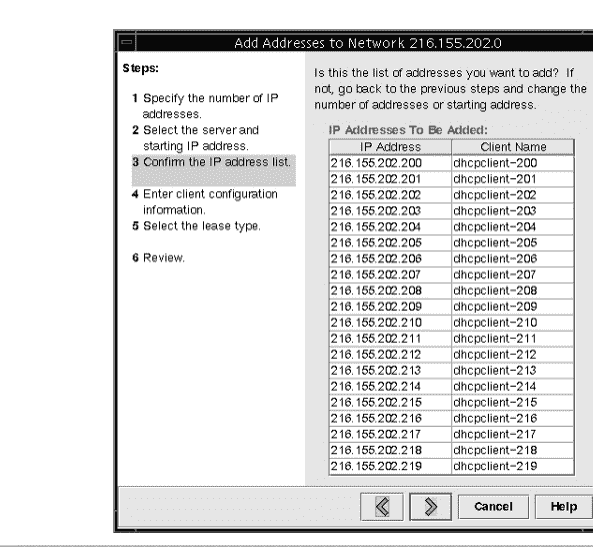 Add Addresses to Network 216.155.202.0
Steps:
1 Specify the number of IP
addresses.
2 Select the server and
starting IP address.
3 Confirm the IP address list.
4 Enter client configuration
information.
5 Select the lease type.
6 Review.
Is this the list of addresses you want to add? If
not, go back to the previous steps and change the
number of addresses or starting address.
IP Addresses To Be Added:
IP Address Client Name
216.155.202.200 dhcpclient-200
216.155.202.201 dhcpclient-201
216.155.202.202 dhcpclient-202
216.155.202.203 dhcpclient-203
216.155.202.204 dhcpclient-204
216.155.202.205 dhcpclient-205
216.155.202.206 dhcpclient-206
216.155.202.207 dhcpclient-207
216.155.202.208 dhcpclient-208
216.155.202.209 dhcpclient-209
216.155.202.210 dhcpclient-210
216.155.202.211 dhcpclient-211
216.155.202.212 dhcpclient-212
216.155.202.213 dhcpclient-213
216.155.202.214 dhcpclient-214
216.155.202.215 dhcpclient-215
216.155.202.216 dhcpclient-216
216.155.202.217 dhcpclient-217
216.155.202.218 dhcpclient-218
216.155.202.219 dhcpclient-219
Cancel Help